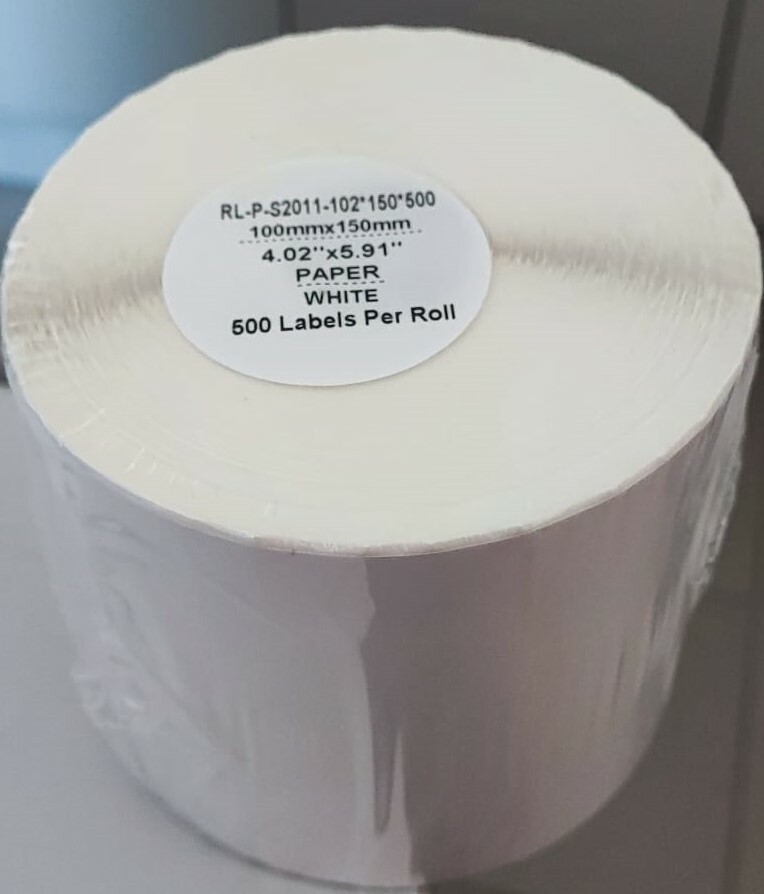 RL-P-S2011-102*150*500
100mmx150mm
4.02''x5.91''
PAPER
WHITE
500 Labels Per Roll